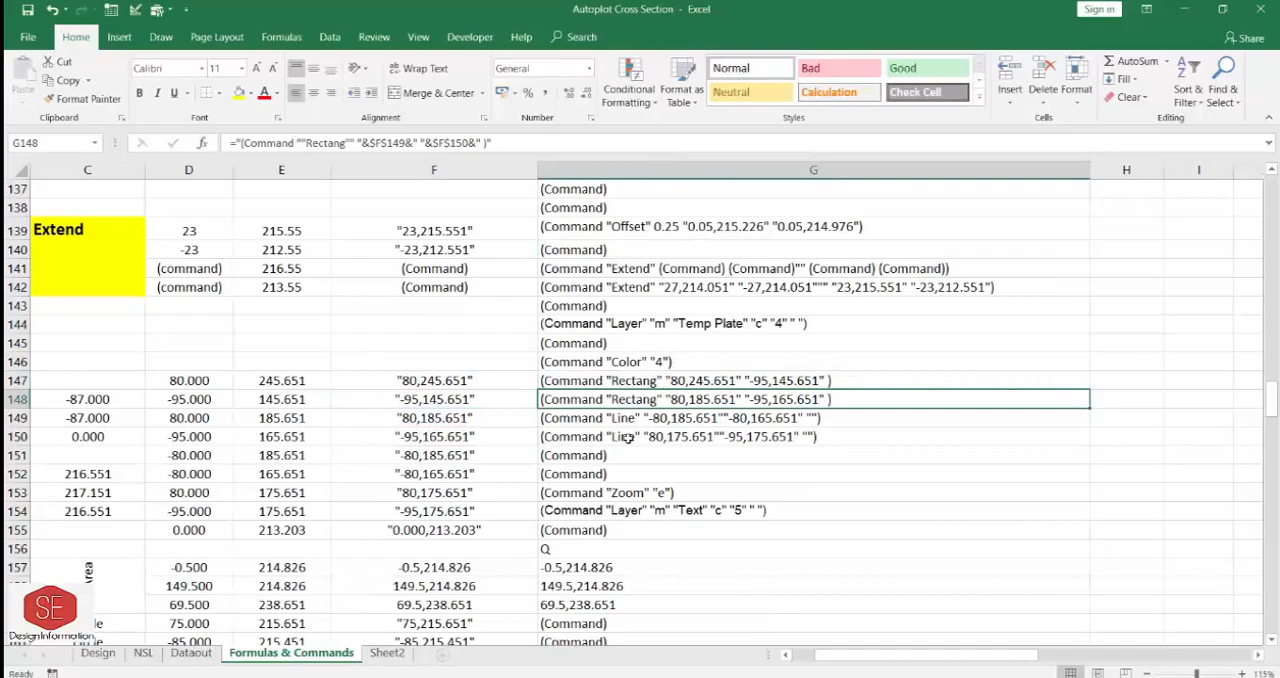 Autoplot Cross Section - Excel
Sign in
File Home Insert Draw Page Layout Formulas Data Review View Developer Help Search Share
Paste Cut Copy Format Painter
Calibri 11 B I U
Wrap Text Merge & Center
General
Conditional Formatting Format as Table
Normal Bad Good
Neutral Calculation Check Cell
Insert Delete Format
AutoSum Fill Clear
Sort & Filter Find & Select
Clipboard Font Alignment Number Styles Cells Editing
G148 fx ="(Command ""Rectang"" "&$F$149&" "&$F$150&" )"
C D E F G H I
137 (Command)
138 (Command)
139 Extend 23 215.55 "23,215.551" (Command "Offset" 0.25 "0.05,215.226" "0.05,214.976")
140 -23 212.55 "-23,212.551" (Command)
141 (command) 216.55 (Command) (Command "Extend" (Command) (Command)"" (Command) (Command))
142 (command) 213.55 (Command) (Command "Extend" "27,214.051" "-27,214.051""" "23,215.551" "-23,212.551")
143 (Command)
144 (Command "Layer" "m" "Temp Plate" "c" "4" " ")
145 (Command)
146 (Command "Color" "4")
147 80.000 245.651 "80,245.651" (Command "Rectang" "80,245.651" "-95,145.651" )
148 -87.000 -95.000 145.651 "-95,145.651" (Command "Rectang" "80,185.651" "-95,165.651" )
149 -87.000 80.000 185.651 "80,185.651" (Command "Line" "-80,185.651""-80,165.651" "")
150 0.000 -95.000 165.651 "-95,165.651" (Command "Line" "80,175.651""-95,175.651" "")
151 -80.000 185.651 "-80,185.651" (Command)
152 216.551 -80.000 165.651 "-80,165.651" (Command)
153 217.151 80.000 175.651 "80,175.651" (Command "Zoom" "e")
154 216.551 -95.000 175.651 "-95,175.651" (Command "Layer" "m" "Text" "c" "5" " ")
155 0.000 213.203 "0.000,213.203" (Command)
156 Q
157 -0.500 214.826 -0.5,214.826 -0.5,214.826
149.500 214.826 149.5,214.826 149.5,214.826
69.500 238.651 69.5,238.651 69.5,238.651
75.000 215.651 "75,215.651" (Command)
-85.000 215.451 "-85,215.451" (Command)
SE
DesignInformation
Design NSL Dataout Formulas & Commands Sheet2
Ready 115%